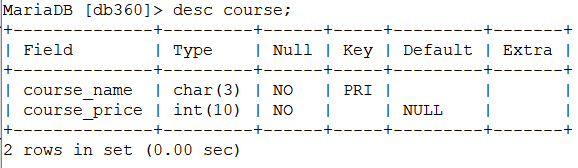 MariaDB [db360]> desc course;
+--------------+---------+------+-----+---------+-------+
| Field        | Type    | Null | Key | Default | Extra |
+--------------+---------+------+-----+---------+-------+
| course_name  | char(3) | NO   | PRI |         |       |
| course_price | int(10) | NO   |     | NULL    |       |
+--------------+---------+------+-----+---------+-------+
2 rows in set (0.00 sec)